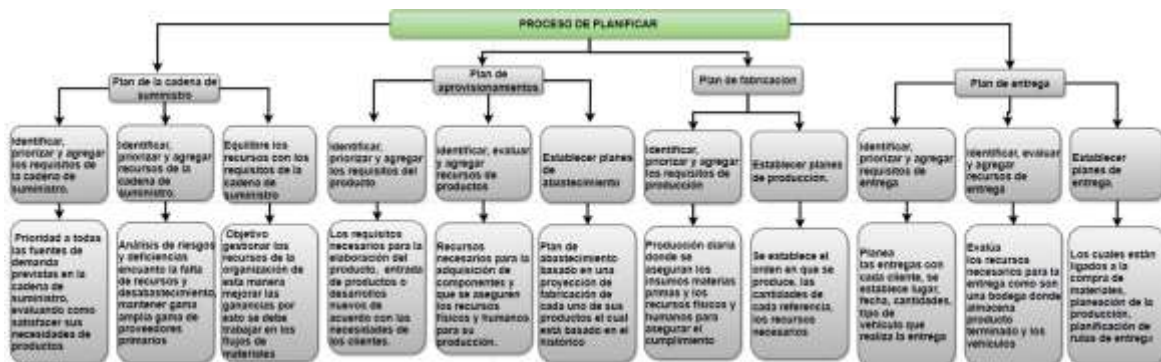 PROCESO DE PLANIFICAR
Plan de la cadena de
suministro
Plan de
aprovisionamientos
Plan de fabricacion
Plan de entrega
Identificar,
priorizar y agregar
los requisitos de
la cadena de
suministro.
Identificar,
priorizar y agregar
recursos de la
cadena de
suministro.
Equilibre los
recursos con los
requisitos de la
cadena de
suministro
Identificar,
priorizar y agregar
los requisitos del
producto
Identificar, evaluar
y agregar
recursos de
productos
Establecer planes
de
abastecimiento
Identificar,
priorizar y agregar
los requisitos de
producción
Establecer planes
de producción.
Identificar,
priorizar y agregar
requisitos de
entrega
Identificar, evaluar
y agregar
recursos de
entrega
Establecer
planes de
entrega.
Prioridad a todas
las fuentes de
demanda
previstas en la
cadena de
suministro,
evaluando como
satisfacer sus
necesidades de
productos
Análisis de riesgos
y deficiencias
encuanto la falta
de recursos y
desabastecimiento,
mantener gama
amplia gama de
proveedores
primarios
Objetivo
gestionar los
recursos de la
organización de
esta manera
mejorar las
ganancias por
esto se debe
trabajar en los
flujos de
materiales
Los requisitos
necesarios para la
elaboración del
producto, entrada
de productos o
desarrollos
nuevos de
acuerdo con las
necesidades de
los clientes.
Recursos
necesarios para la
adquisición de
componentes y
que se aseguren
los recursos
físicos y humanos
para su
producción.
Plan de
abastecimiento
basado en una
proyección de
fabricación de
cada uno de sus
productos el cual
está basado en el
histórico
Producción diaria
donde se
aseguran los
insumos materias
primas y los
recursos físicos y
humanos para
asegurar el
cumplimiento
Se establece el
orden en que se
produce, las
cantidades de
cada referencia,
los recursos
necesarios
Planea
las entregas con
cada cliente, se
establece lugar,
fecha, cantidades,
tipo de
vehículo que
realiza la entrega
Evalúa
los recursos
necesarios para la
entrega como son
una bodega donde
almacena
producto
terminado y los
vehículos
Los cuales están
ligados a la
compra de
materiales,
planeación de la
producción,
planificación de
rutas de entrega